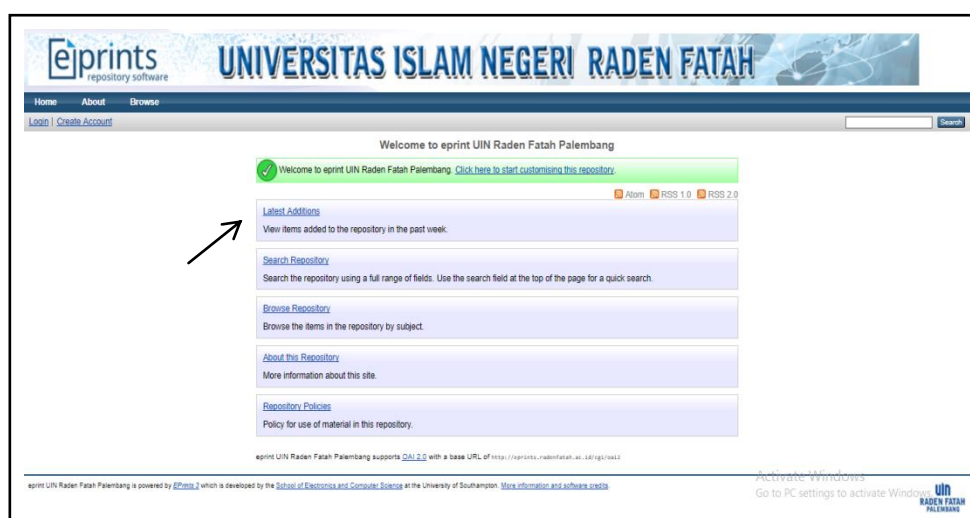 eprints
repository software
UNIVERSITAS ISLAM NEGERI RADEN FATAH
Home About Browse
Login | Create Account
Search
Welcome to eprint UIN Raden Fatah Palembang
Welcome to eprint UIN Raden Fatah Palembang. Click here to start customising this repository.
Atom RSS 1.0 RSS 2.0
Latest Additions
View items added to the repository in the past week.
Search Repository
Search the repository using a full range of fields. Use the search field at the top of the page for a quick search.
Browse Repository
Browse the items in the repository by subject.
About this Repository
More information about this site.
Repository Policies
Policy for use of material in this repository.
eprint UIN Raden Fatah Palembang supports OAI 2.0 with a base URL of http://eprints.radenfatah.ac.id/cgi/oai2
Activate Windows
eprint UIN Raden Fatah Palembang is powered by EPrints 3 which is developed by the School of Electronics and Computer Science at the University of Southampton. More information and software credits.
Go to PC settings to activate Windows.
UIN
RADEN FATAH
PALEMBANG